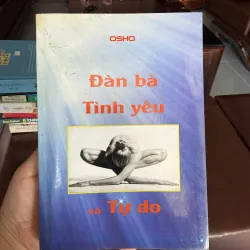 OSHO
Đàn bà
Tình yêu
và Tự do